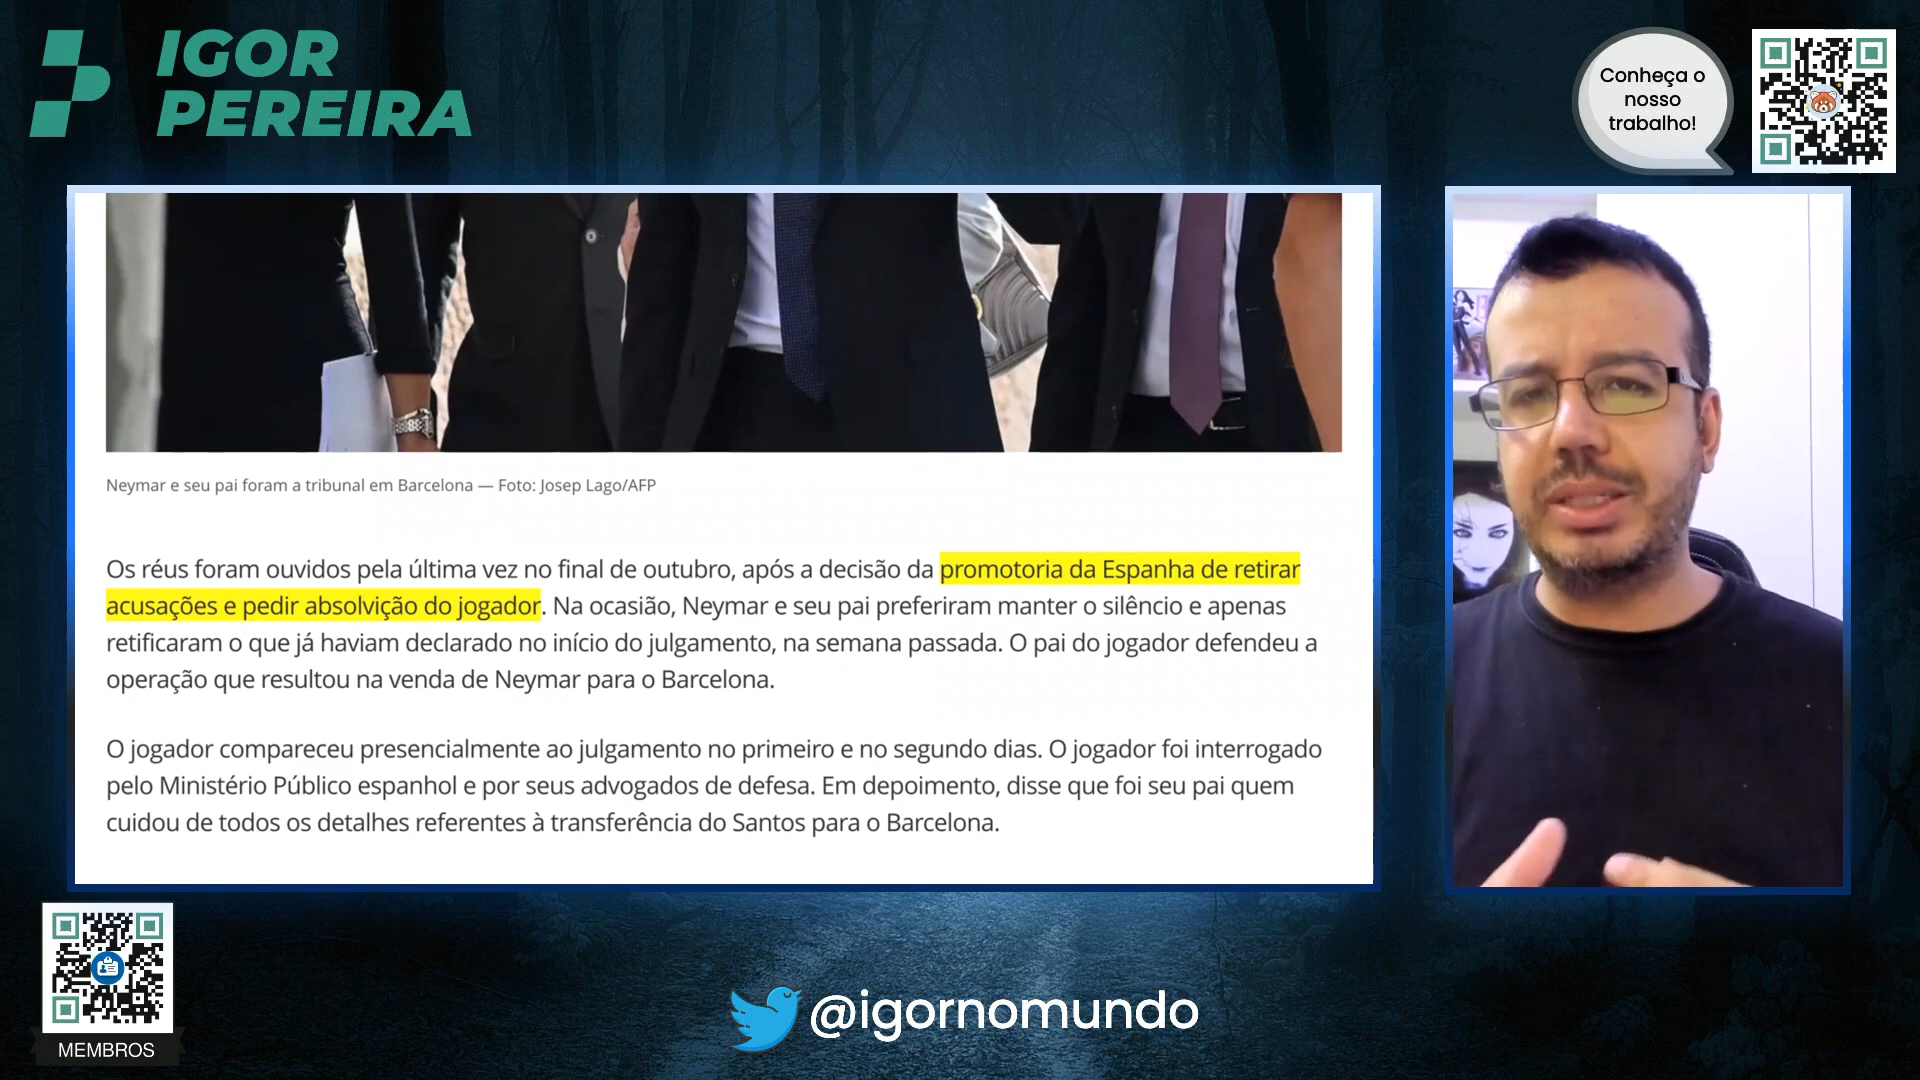 IGOR
PEREIRA
Conheça o
nosso
trabalho!
Neymar e seu pai foram a tribunal em Barcelona — Foto: Josep Lago/AFP
Os réus foram ouvidos pela última vez no final de outubro, após a decisão da promotoria da Espanha de retirar
acusações e pedir absolvição do jogador. Na ocasião, Neymar e seu pai preferiram manter o silêncio e apenas
retificaram o que já haviam declarado no início do julgamento, na semana passada. O pai do jogador defendeu a
operação que resultou na venda de Neymar para o Barcelona.
O jogador compareceu presencialmente ao julgamento no primeiro e no segundo dias. O jogador foi interrogado
pelo Ministério Público espanhol e por seus advogados de defesa. Em depoimento, disse que foi seu pai quem
cuidou de todos os detalhes referentes à transferência do Santos para o Barcelona.
MEMBROS
@igornomundo